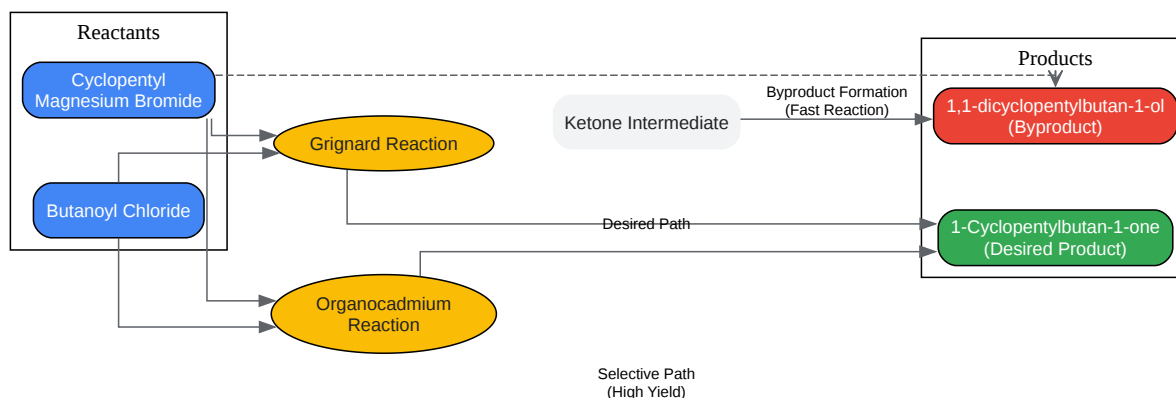 Reactants
Cyclopentyl
Magnesium Bromide
Butanoyl Chloride
Grignard Reaction
Organocadmium
Reaction
Ketone Intermediate
Byproduct Formation
(Fast Reaction)
Desired Path
Selective Path
(High Yield)
Products
1,1-dicyclopentylbutan-1-ol
(Byproduct)
1-Cyclopentylbutan-1-one
(Desired Product)